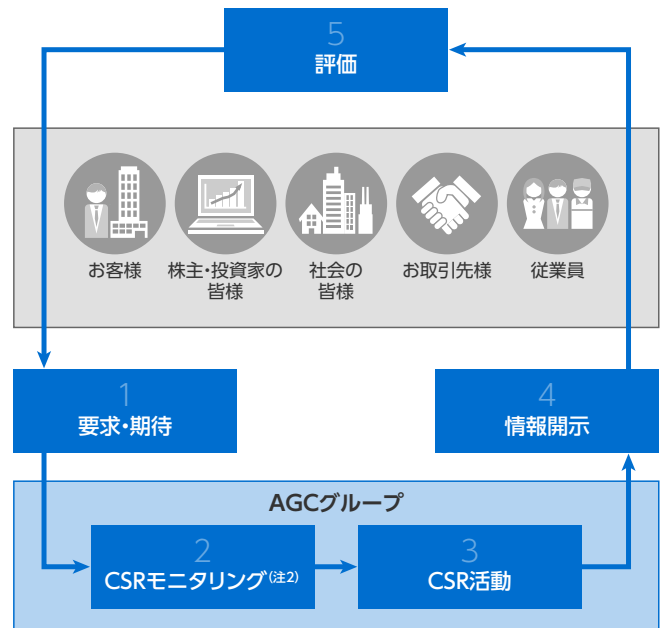 5
評価
お客様
株主・投資家の
皆様
社会の
皆様
お取引先様
従業員
1
要求・期待
4
情報開示
AGCグループ
2
CSRモニタリング(注2)
3
CSR活動